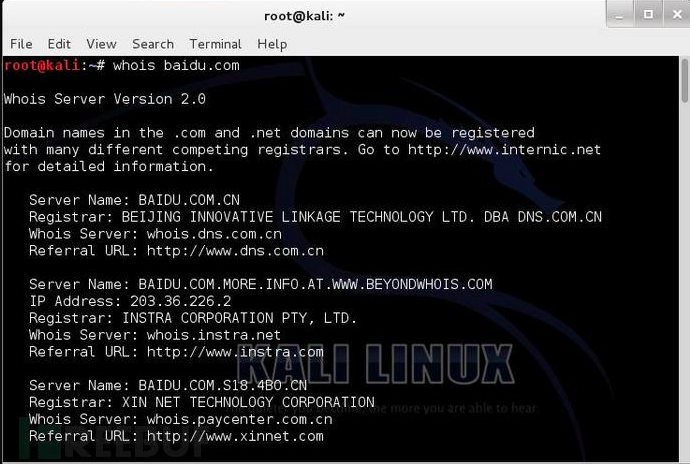 root@kali: ~
File Edit View Search Terminal Help
root@kali:~# whois baidu.com
Whois Server Version 2.0
Domain names in the .com and .net domains can now be registered
with many different competing registrars. Go to http://www.internic.net
for detailed information.
Server Name: BAIDU.COM.CN
Registrar: BEIJING INNOVATIVE LINKAGE TECHNOLOGY LTD. DBA DNS.COM.CN
Whois Server: whois.dns.com.cn
Referral URL: http://www.dns.com.cn
Server Name: BAIDU.COM.MORE.INFO.AT.WWW.BEYONDWHOIS.COM
IP Address: 203.36.226.2
Registrar: INSTRA CORPORATION PTY, LTD.
Whois Server: whois.instra.net
Referral URL: http://www.instra.com
KALI LINUX
Server Name: BAIDU.COM.S18.4BO.CN
Registrar: XIN NET TECHNOLOGY CORPORATION
The quieter you become, the more you are able to hear.
Whois Server: whois.paycenter.com.cn
Referral URL: http://www.xinnet.com
REEBUF